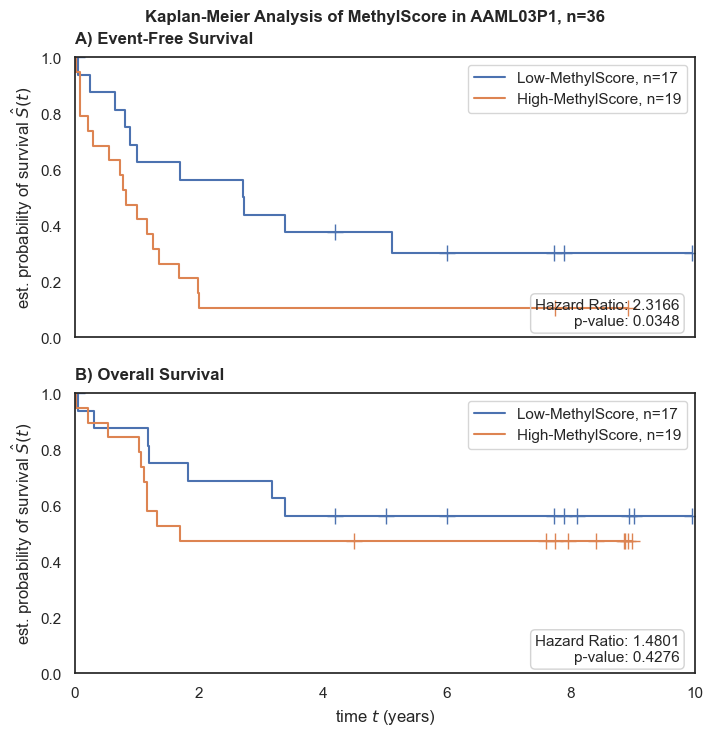 Kaplan-Meier Analysis of MethylScore in AAML03P1, n=36
A) Event-Free Survival
est. probability of survival Ŝ(t)
1.0
0.8
0.6
0.4
0.2
0.0
Low-MethylScore, n=17
High-MethylScore, n=19
Hazard Ratio: 2.3166
p-value: 0.0348
B) Overall Survival
est. probability of survival Ŝ(t)
1.0
0.8
0.6
0.4
0.2
0.0
Low-MethylScore, n=17
High-MethylScore, n=19
Hazard Ratio: 1.4801
p-value: 0.4276
0 2 4 6 8 10
time t (years)